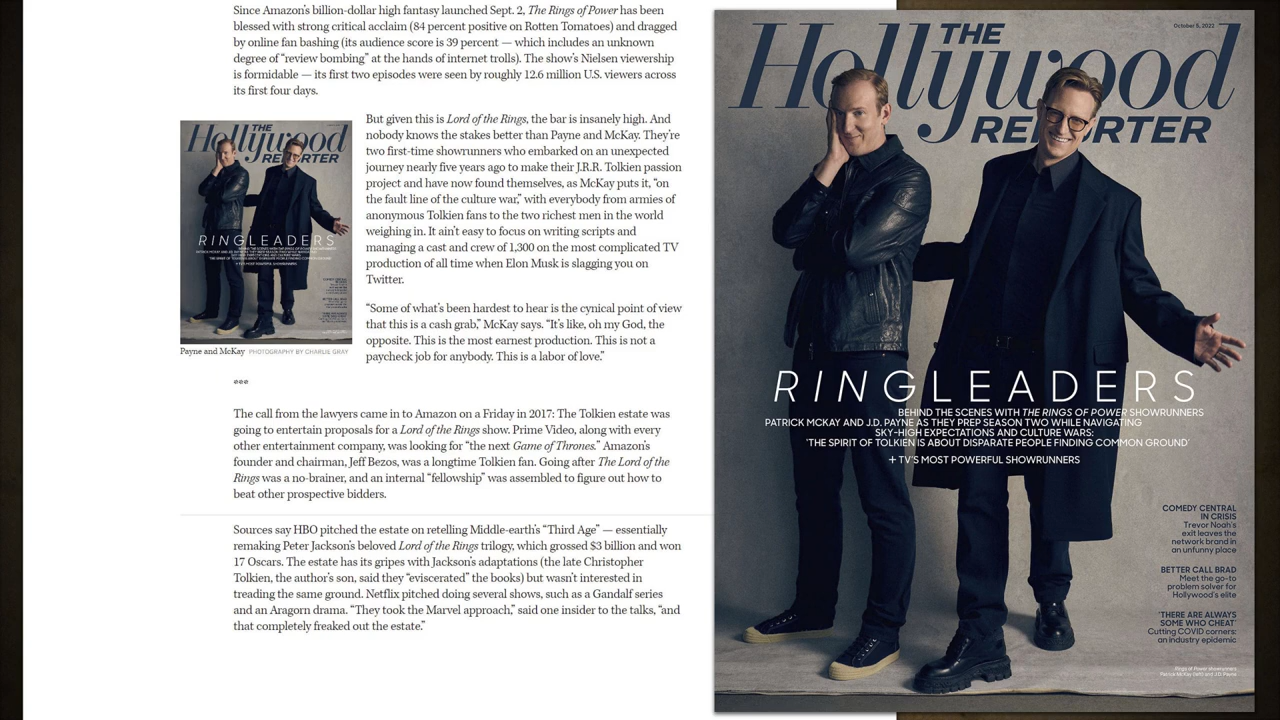 Since Amazon's billion-dollar high fantasy launched Sept. 2, The Rings of Power has been
blessed with strong critical acclaim (84 percent positive on Rotten Tomatoes) and dragged
by online fan bashing (its audience score is 39 percent — which includes an unknown
degree of "review bombing" at the hands of internet trolls). The show's Nielsen viewership
is formidable — its first two episodes were seen by roughly 12.6 million U.S. viewers across
its first four days.
But given this is Lord of the Rings, the bar is insanely high. And
nobody knows the stakes better than Payne and McKay. They're
two first-time showrunners who embarked on an unexpected
journey nearly five years ago to make their J.R.R. Tolkien passion
project and have now found themselves, as McKay puts it, "on
the fault line of the culture war," with everybody from armies of
anonymous Tolkien fans to the two richest men in the world
weighing in. It ain't easy to focus on writing scripts and
managing a cast and crew of 1,300 on the most complicated TV
production of all time when Elon Musk is slagging you on
Twitter.
THE
Hollywood
REPORTER
RINGLEADERS
Payne and McKay PHOTOGRAPHY BY CHARLIE GRAY
"Some of what's been hardest to hear is the cynical point of view
that this is a cash grab," McKay says. "It's like, oh my God, the
opposite. This is the most earnest production. This is not a
paycheck job for anybody. This is a labor of love."
***
The call from the lawyers came in to Amazon on a Friday in 2017: The Tolkien estate was
going to entertain proposals for a Lord of the Rings show. Prime Video, along with every
other entertainment company, was looking for "the next Game of Thrones." Amazon's
founder and chairman, Jeff Bezos, was a longtime Tolkien fan. Going after The Lord of the
Rings was a no-brainer, and an internal "fellowship" was assembled to figure out how to
beat other prospective bidders.
Sources say HBO pitched the estate on retelling Middle-earth's "Third Age" — essentially
remaking Peter Jackson's beloved Lord of the Rings trilogy, which grossed $3 billion and won
17 Oscars. The estate has its gripes with Jackson's adaptations (the late Christopher
Tolkien, the author's son, said they "eviscerated" the books) but wasn't interested in
treading the same ground. Netflix pitched doing several shows, such as a Gandalf series
and an Aragorn drama. "They took the Marvel approach," said one insider to the talks, "and
that completely freaked out the estate."
October 5, 2022
THE
Hollywood
REPORTER
RINGLEADERS
BEHIND THE SCENES WITH THE RINGS OF POWER SHOWRUNNERS
PATRICK MCKAY AND J.D. PAYNE AS THEY PREP SEASON TWO WHILE NAVIGATING
SKY-HIGH EXPECTATIONS AND CULTURE WARS:
'THE SPIRIT OF TOLKIEN IS ABOUT DISPARATE PEOPLE FINDING COMMON GROUND'
+ TV'S MOST POWERFUL SHOWRUNNERS
COMEDY CENTRAL
IN CRISIS
Trevor Noah's
exit leaves the
network brand in
an unfunny place
BETTER CALL BRAD
Meet the go-to
problem solver for
Hollywood's elite
'THERE ARE ALWAYS
SOME WHO CHEAT'
Cutting COVID corners:
an industry epidemic
Rings of Power showrunners
Patrick McKay (left) and J.D. Payne